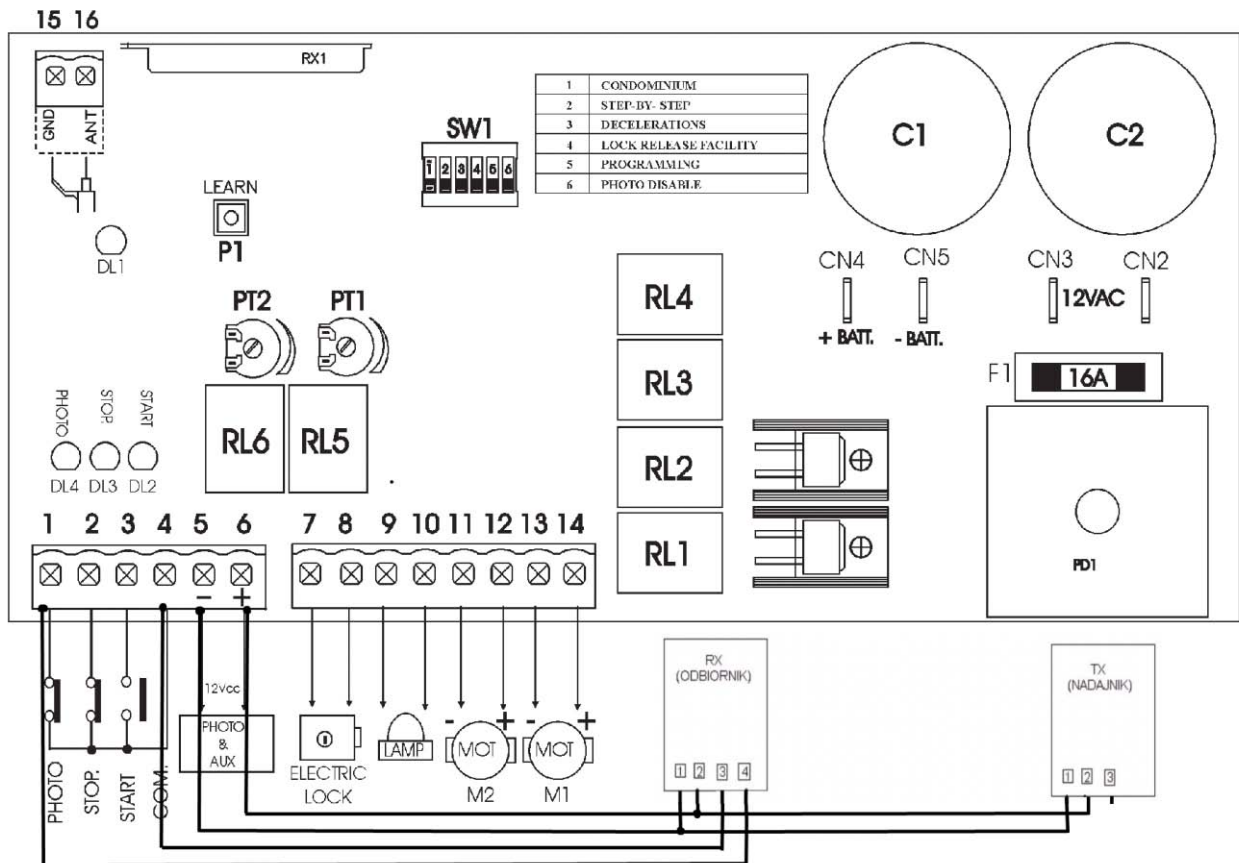 15 16
RX1
GND
ANT
LEARN
P1
DL1
SW1
1 2 3 4 5 6
1 CONDOMINIUM
2 STEP-BY- STEP
3 DECELERATIONS
4 LOCK RELEASE FACILITY
5 PROGRAMMING
6 PHOTO DISABLE
C1
C2
CN4
CN5
CN3
CN2
12VAC
+ BATT.
- BATT.
F1
16A
PT2
PT1
RL4
RL3
RL2
RL1
RL6
RL5
PHOTO
STOP.
START
DL4
DL3
DL2
PD1
1 2 3 4 5 6
7 8 9 10 11 12 13 14
- +
12Vcc
PHOTO
&
AUX
PHOTO
STOP.
START
COM.
ELECTRIC
LOCK
LAMP
- +
MOT
M2
- +
MOT
M1
RX
(ODBIORNIK)
1 2 3 4
TX
(NADAJNIK)
1 2 3